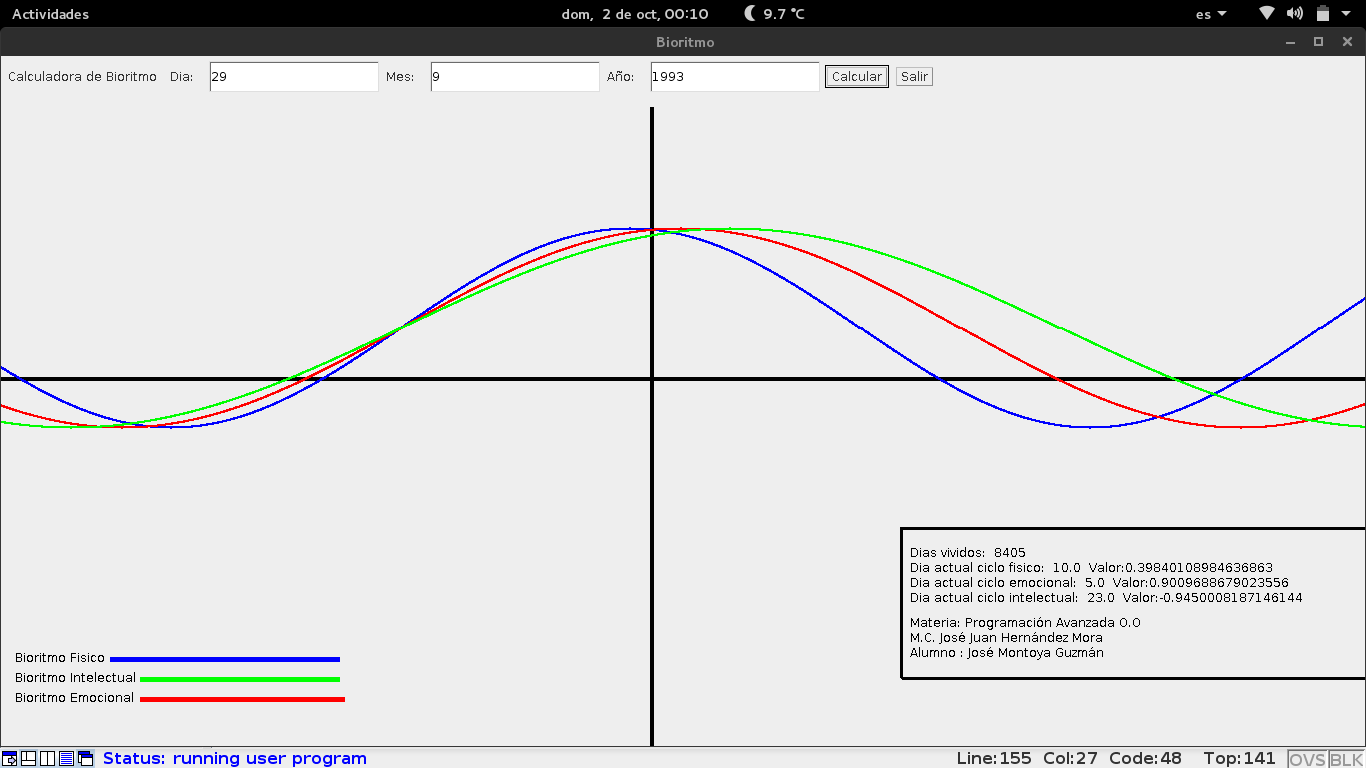 Actividades dom, 2 de oct, 00:10 9.7 °C es
Bioritmo
Calculadora de Bioritmo Dia: 29 Mes: 9 Año: 1993 Calcular Salir
Dias vividos: 8405
Dia actual ciclo fisico: 10.0 Valor:0.39840108984636863
Dia actual ciclo emocional: 5.0 Valor:0.9009688679023556
Dia actual ciclo intelectual: 23.0 Valor:-0.9450008187146144
Materia: Programación Avanzada O.O
M.C. José Juan Hernández Mora
Alumno : José Montoya Guzmán
Bioritmo Fisico
Bioritmo Intelectual
Bioritmo Emocional
Status: running user program Line:155 Col:27 Code:48 Top:141 OVS BLK